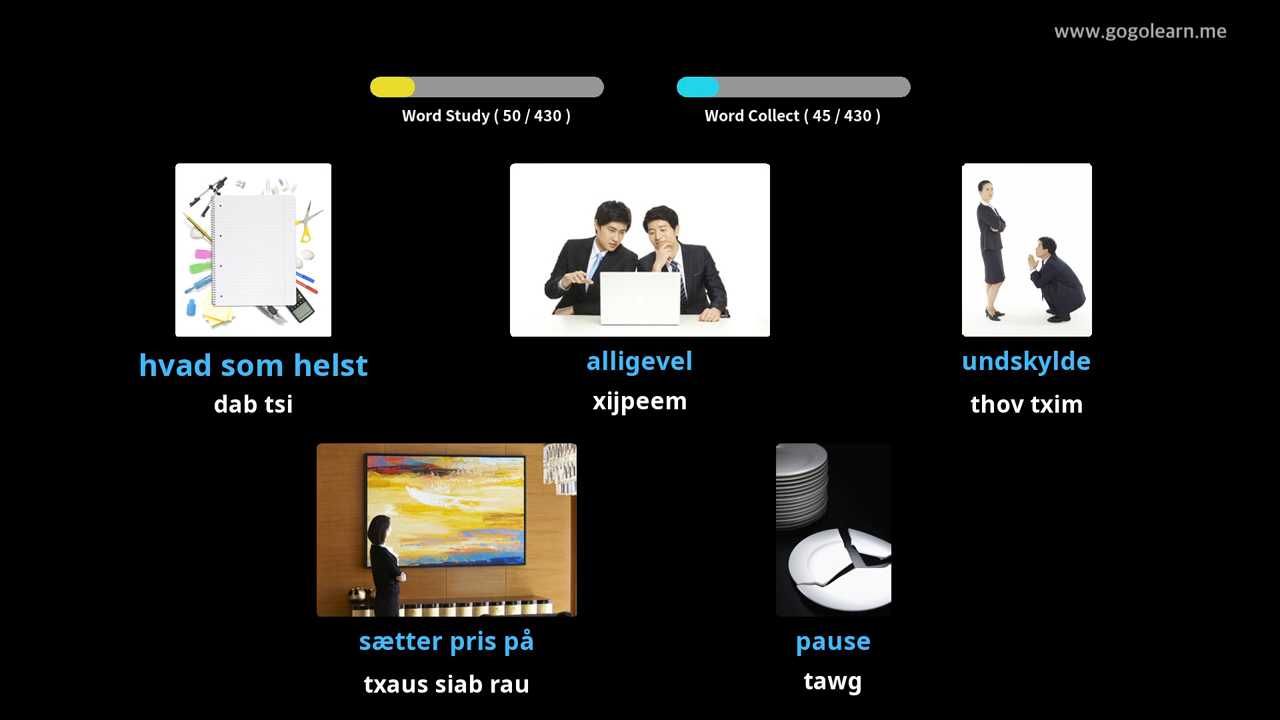 www.gogolearn.me
Word Study ( 50 / 430 )
Word Collect ( 45 / 430 )
hvad som helst
dab tsi
alligevel
xijpeem
undskylde
thov txim
sætter pris på
txaus siab rau
pause
tawg